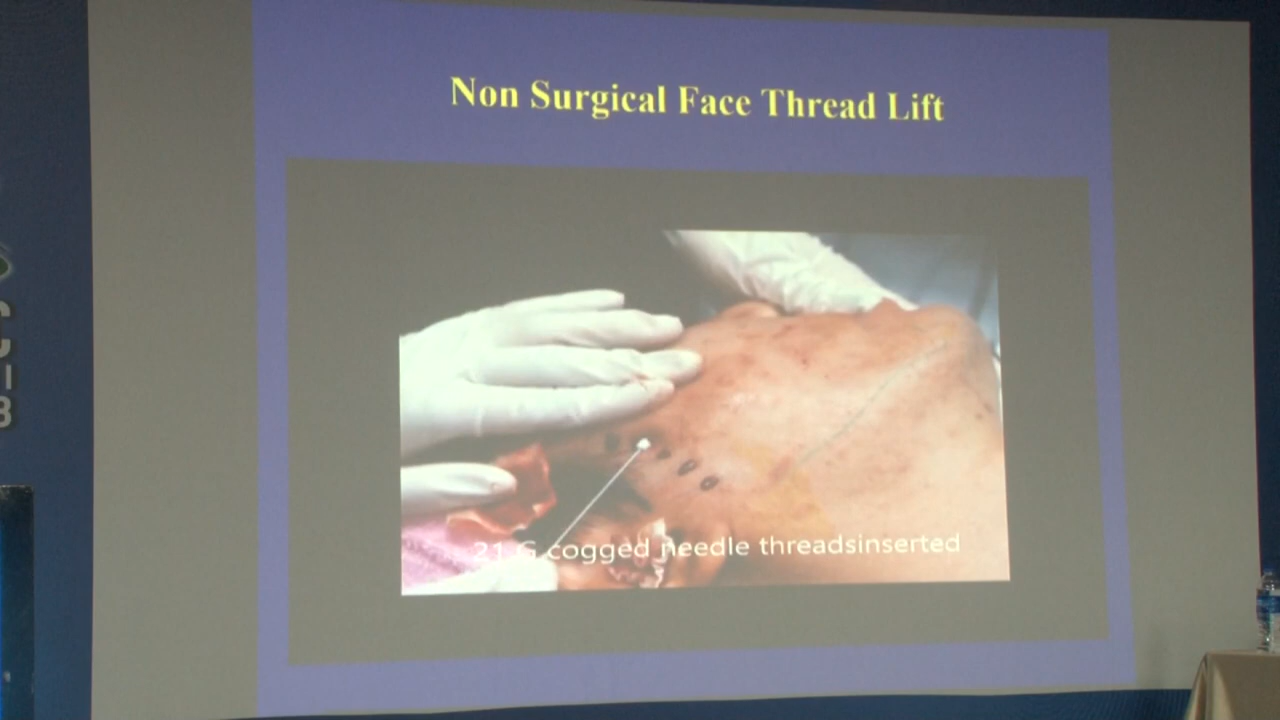 Non Surgical Face Thread Lift
21 G cogged needle threadsinserted